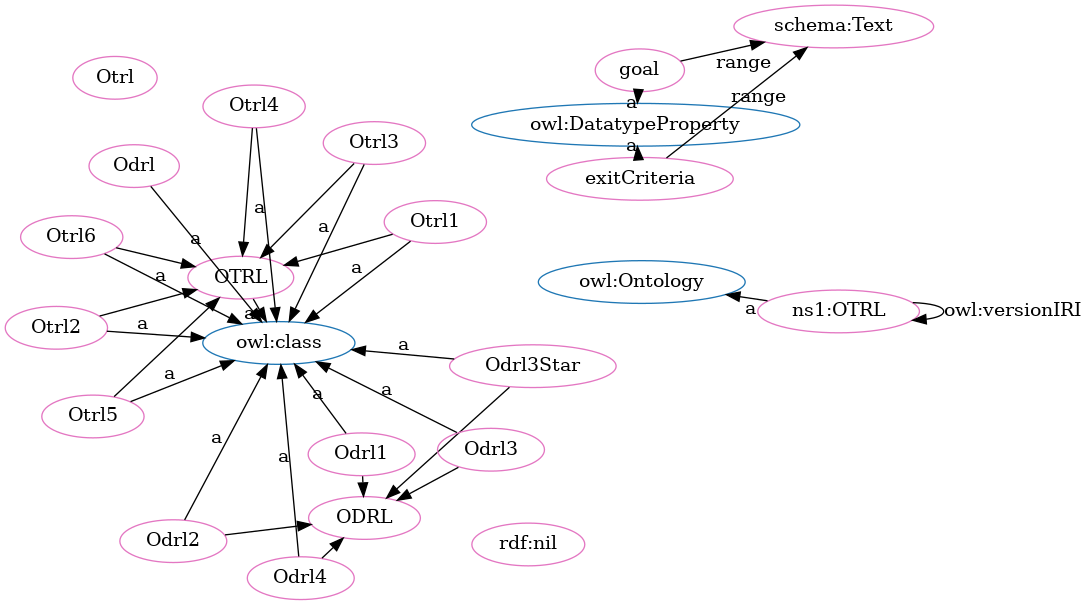 schema:Text
goal
range
Otrl
range
Otrl4
a
owl:DatatypeProperty
Otrl3
a
Odrl
exitCriteria
a
Otrl1
a
Otrl6
a
a
a
OTRL
owl:Ontology
a
ns1:OTRL
owl:versionIRI
Otrl2
a
a
owl:class
a
Odrl3Star
a
a
a
Otrl5
a
Odrl1
Odrl3
a
ODRL
Odrl2
rdf:nil
Odrl4